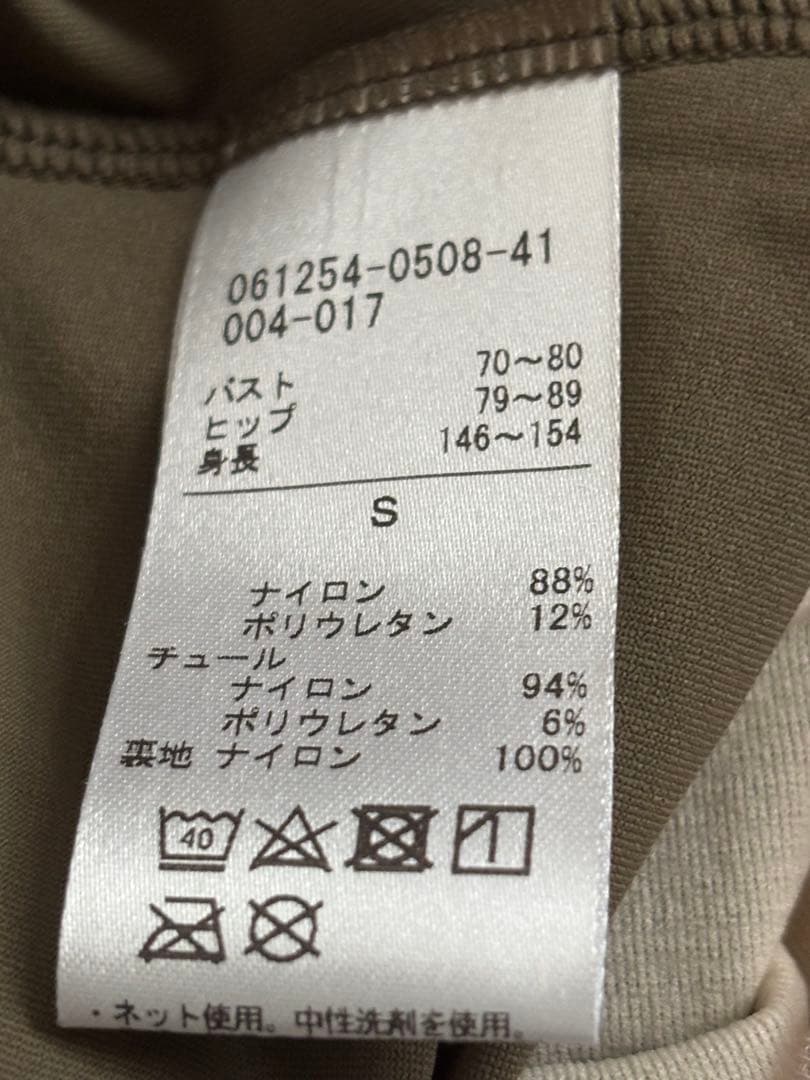 061254-0508-41
004-017
バスト 70〜80
ヒップ 79〜89
身長 146〜154
S
ナイロン 88%
ポリウレタン 12%
チュール
ナイロン 94%
ポリウレタン 6%
裏地 ナイロン 100%
40
・ネット使用。中性洗剤を使用。